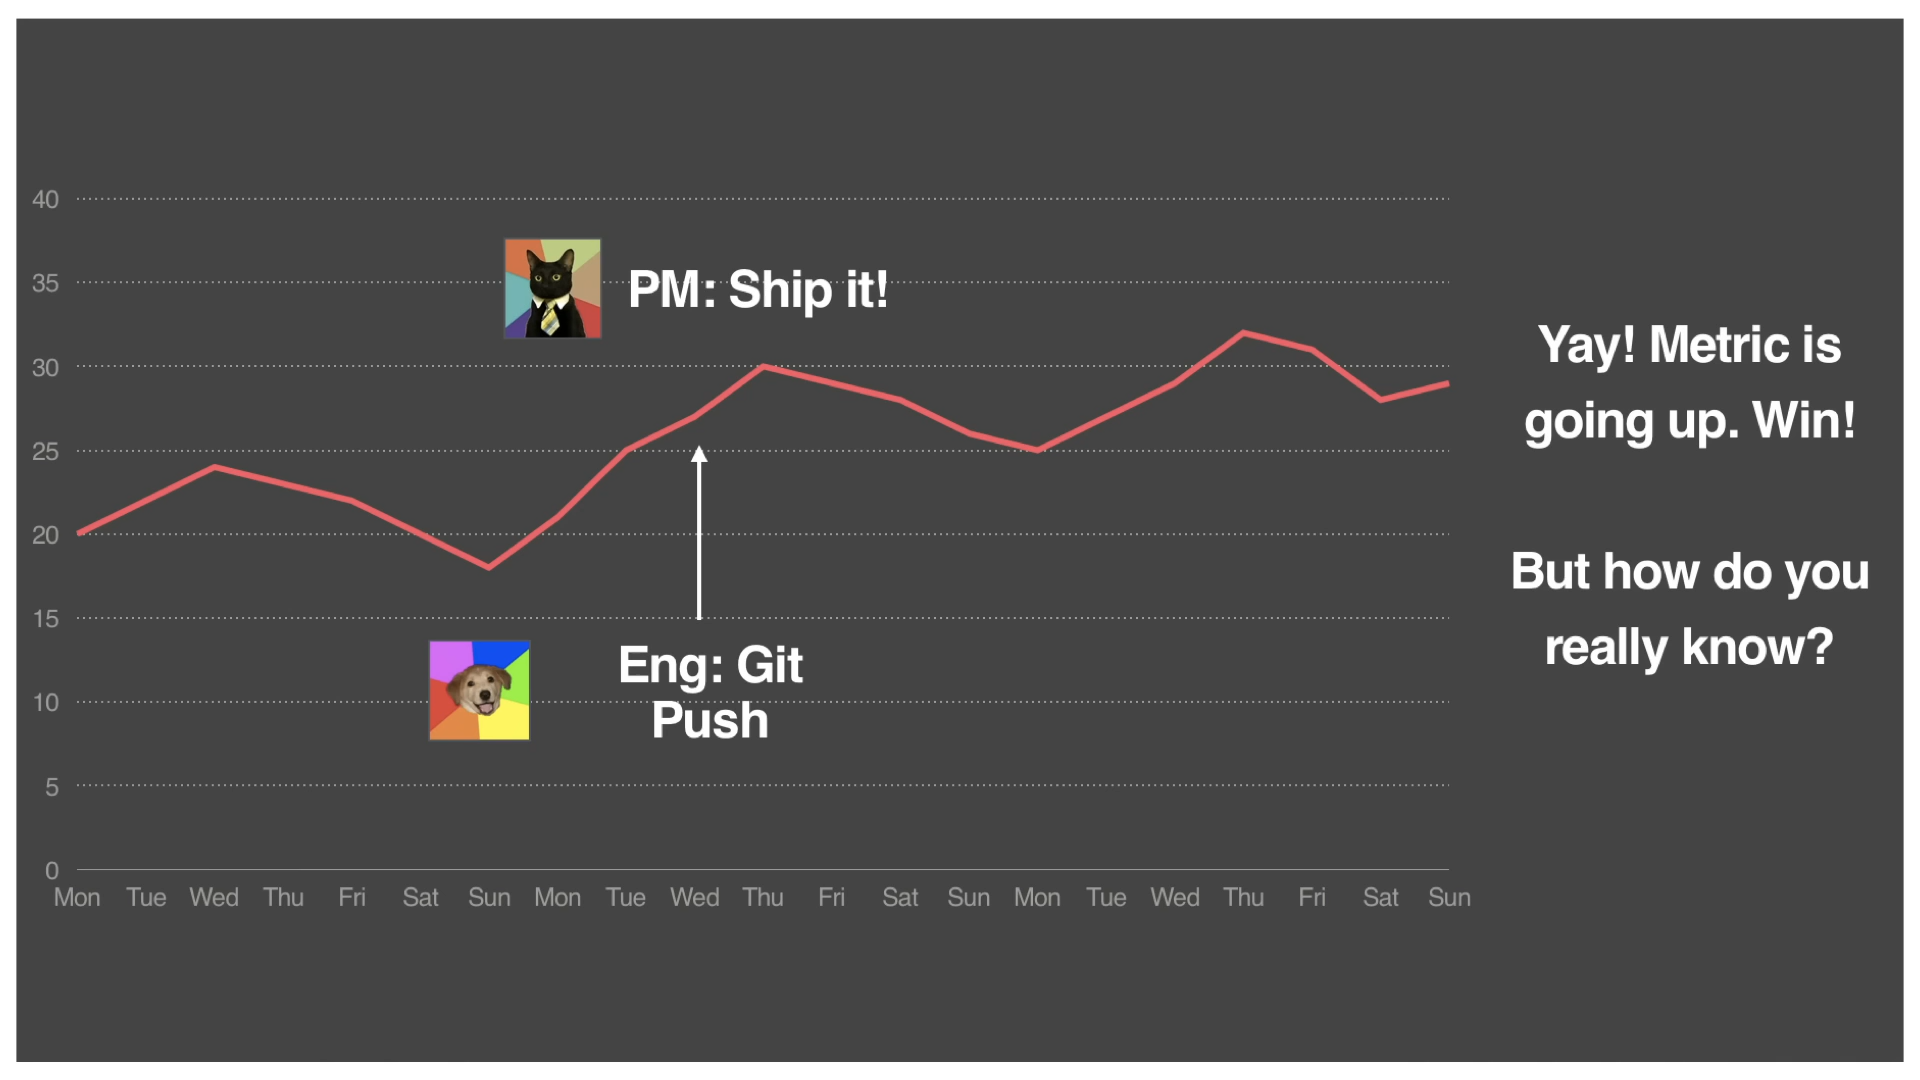 40
35
30
25
20
15
10
5
0
PM: Ship it!
Eng: Git
Push
Mon Tue Wed Thu Fri Sat Sun Mon Tue Wed Thu Fri Sat Sun Mon Tue Wed Thu Fri Sat Sun
Yay! Metric is
going up. Win!
But how do you
really know?